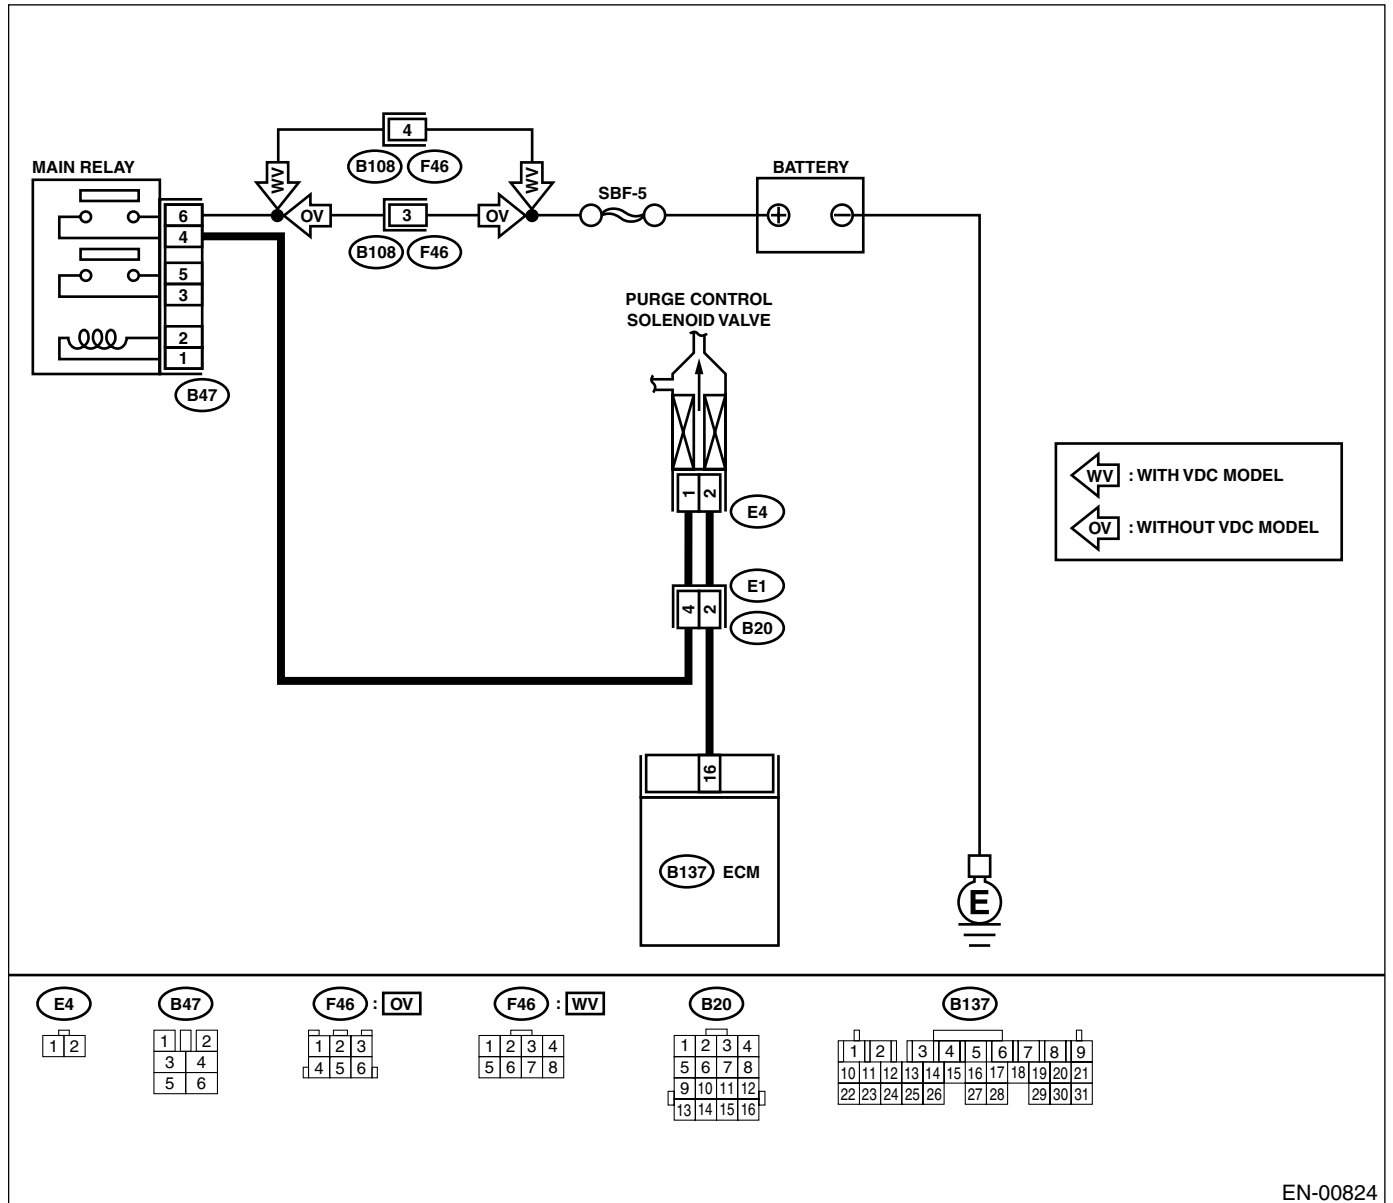 4
MAIN RELAY
B108 F46
BATTERY
WV
WV
SBF-5
6
OV
3
OV
+ −
4
B108 F46
5
3
PURGE CONTROL
SOLENOID VALVE
2
1
B47
WV : WITH VDC MODEL
1 2
E4
OV : WITHOUT VDC MODEL
E1
4 2
B20
16
B137 ECM
E
E4
1 2
B47
1 2
3 4
5 6
F46 : OV
1 2 3
4 5 6
F46 : WV
1 2 3 4
5 6 7 8
B20
1 2 3 4
5 6 7 8
9 10 11 12
13 14 15 16
B137
1 2 3 4 5 6 7 8 9
10 11 12 13 14 15 16 17 18 19 20 21
22 23 24 25 26 27 28 29 30 31
EN-00824